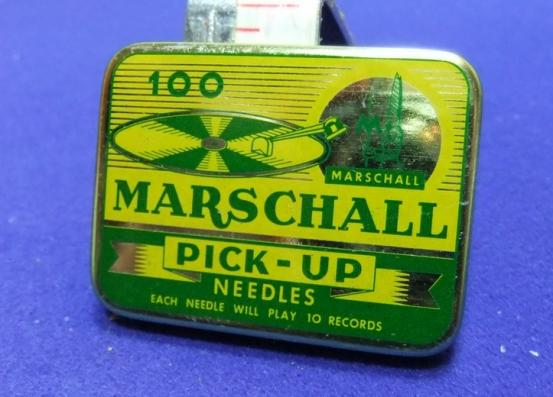 100
M
MARSCHALL
MARSCHALL
PICK-UP
NEEDLES
EACH NEEDLE WILL PLAY 10 RECORDS